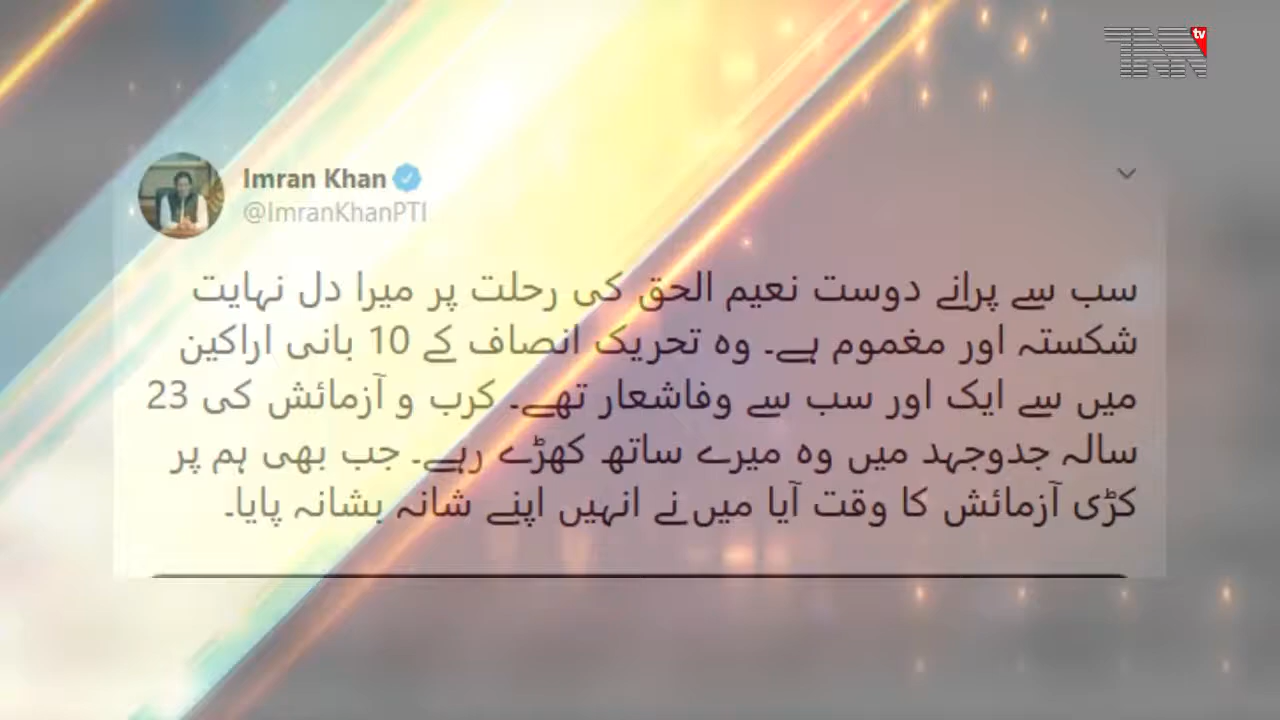 TNN tv
Imran Khan
@ImranKhanPTI
سب سے پرانے دوست نعیم الحق کی رحلت پر میرا دل نہایت
شکستہ اور مغموم ہے۔ وہ تحریک انصاف کے 10 بانی اراکین
میں سے ایک اور سب سے وفاشعار تھے۔ کرب و آزمائش کی 23
سالہ جدوجہد میں وہ میرے ساتھ کھڑے رہے۔ جب بھی ہم پر
کڑی آزمائش کا وقت آیا میں نے انہیں اپنے شانہ بشانہ پایا۔